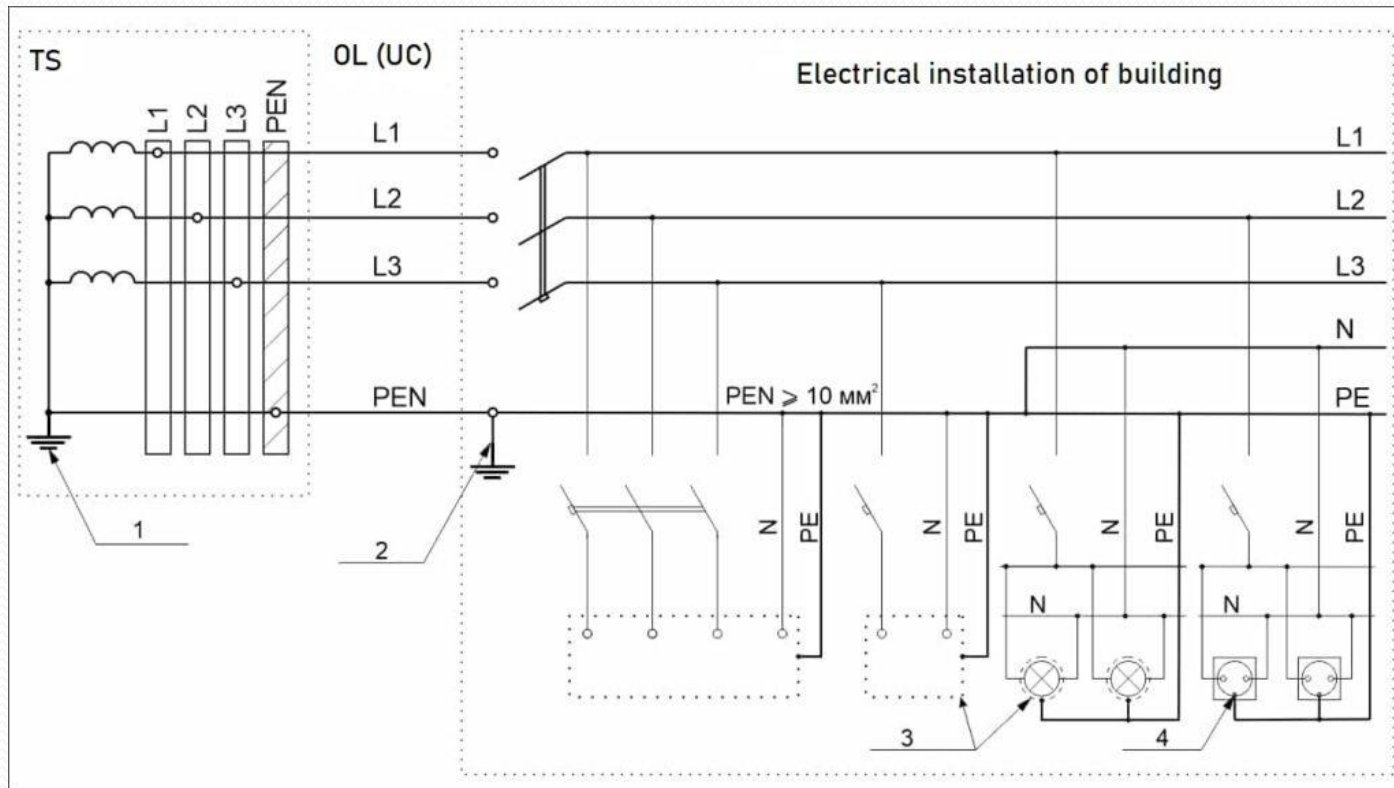 TS
OL (UC)
Electrical installation of building
L1
L2
L3
PEN
L1
L1
L2
L2
L3
L3
N
PEN
PEN ⩾ 10 мм²
PE
1
2
N
PE
N
PE
N
PE
N
PE
N
N
3
4